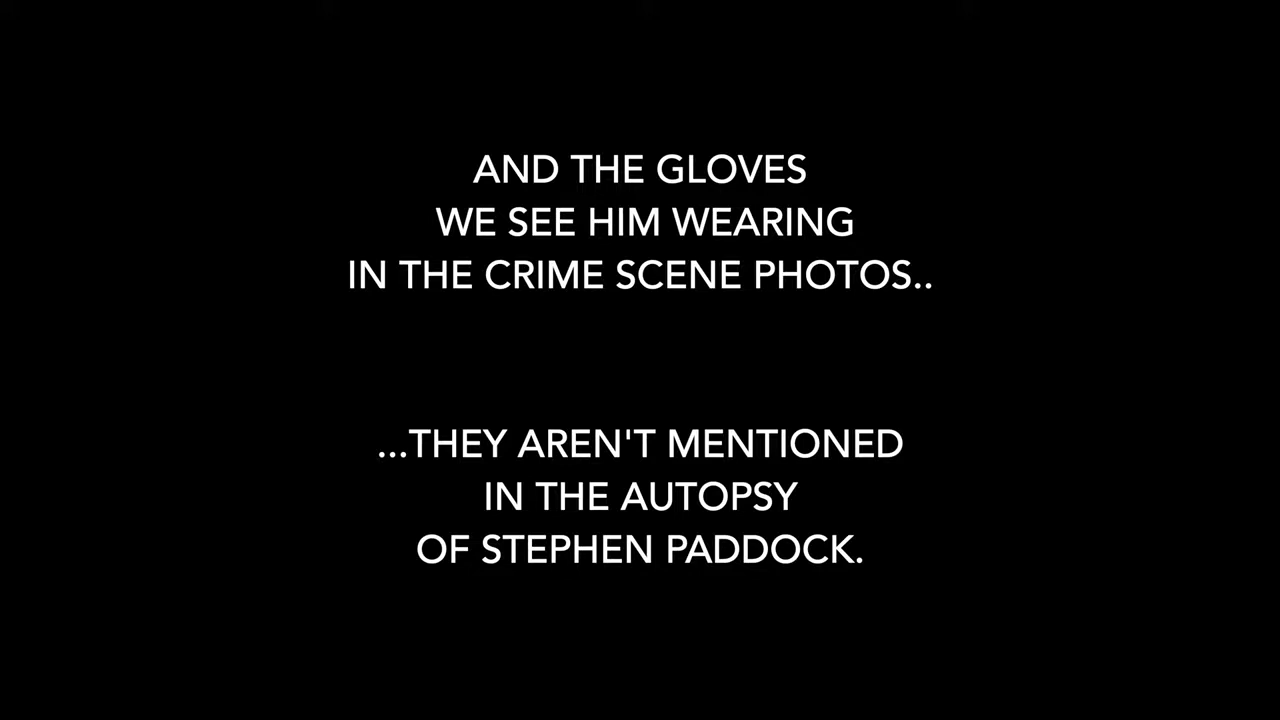 AND THE GLOVES
WE SEE HIM WEARING
IN THE CRIME SCENE PHOTOS..
...THEY AREN'T MENTIONED
IN THE AUTOPSY
OF STEPHEN PADDOCK.